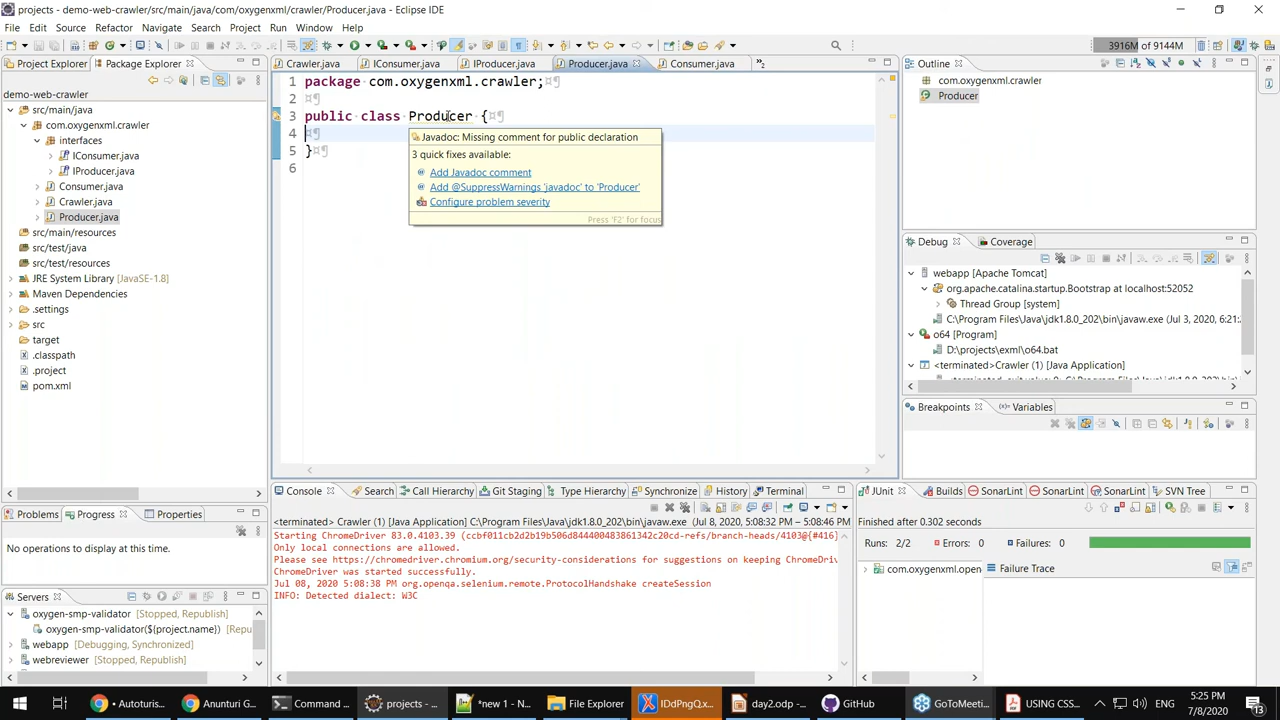 projects - demo-web-crawler/src/main/java/com/oxygenxml/crawler/Producer.java - Eclipse IDE
File Edit Source Refactor Navigate Search Project Run Window Help
3916M of 9144M
Project Explorer
Package Explorer
Crawler.java
IConsumer.java
IProducer.java
Producer.java
Consumer.java
Outline
demo-web-crawler
src/main/java
com.oxygenxml.crawler
interfaces
IConsumer.java
IProducer.java
Consumer.java
Crawler.java
Producer.java
src/main/resources
src/test/java
src/test/resources
JRE System Library [JavaSE-1.8]
Maven Dependencies
.settings
src
target
.classpath
.project
pom.xml
1 package com.oxygenxml.crawler;¤¶
2 ¤¶
3 public class Producer {¤¶
4 ¤¶
5 }¤¶
6
Javadoc: Missing comment for public declaration
3 quick fixes available:
Add Javadoc comment
Add @SuppressWarnings 'javadoc' to 'Producer'
Configure problem severity
Press 'F2' for focus
com.oxygenxml.crawler
Producer
Debug
Coverage
webapp [Apache Tomcat]
org.apache.catalina.startup.Bootstrap at localhost:52052
Thread Group [system]
C:\Program Files\Java\jdk1.8.0_202\bin\javaw.exe (Jul 3, 2020, 6:21:
o64 [Program]
D:\projects\exml\o64.bat
<terminated>Crawler (1) [Java Application]
<terminated, exit value: 0> C:\Program Files\Java\jdk1.8.0_202
Breakpoints
Variables
Problems
Progress
Properties
No operations to display at this time.
Servers
oxygen-smp-validator [Stopped, Republish]
oxygen-smp-validator(${project.name}) [Repu
webapp [Debugging, Synchronized]
webreviewer [Stopped, Republish]
Console
Search
Call Hierarchy
Git Staging
Type Hierarchy
Synchronize
History
Terminal
<terminated> Crawler (1) [Java Application] C:\Program Files\Java\jdk1.8.0_202\bin\javaw.exe (Jul 8, 2020, 5:08:32 PM – 5:08:46 PM)
Starting ChromeDriver 83.0.4103.39 (ccbf011cb2d2b19b506d844400483861342c20cd-refs/branch-heads/4103@{#416}
Only local connections are allowed.
Please see https://chromedriver.chromium.org/security-considerations for suggestions on keeping ChromeDriv
ChromeDriver was started successfully.
Jul 08, 2020 5:08:38 PM org.openqa.selenium.remote.ProtocolHandshake createSession
INFO: Detected dialect: W3C
JUnit
Builds
SonarLint
SonarLint
SonarLint
SVN Tree
Finished after 0.302 seconds
Runs: 2/2 Errors: 0 Failures: 0
com.oxygenxml.open
Failure Trace
Autoturis...
Anunturi G...
Command ...
projects - ...
*new 1 - N...
File Explorer
IDdPngQ.x...
day2.odp - ...
GitHub
GoToMeeti...
USING CSS...
ENG
5:25 PM
7/8/2020
13